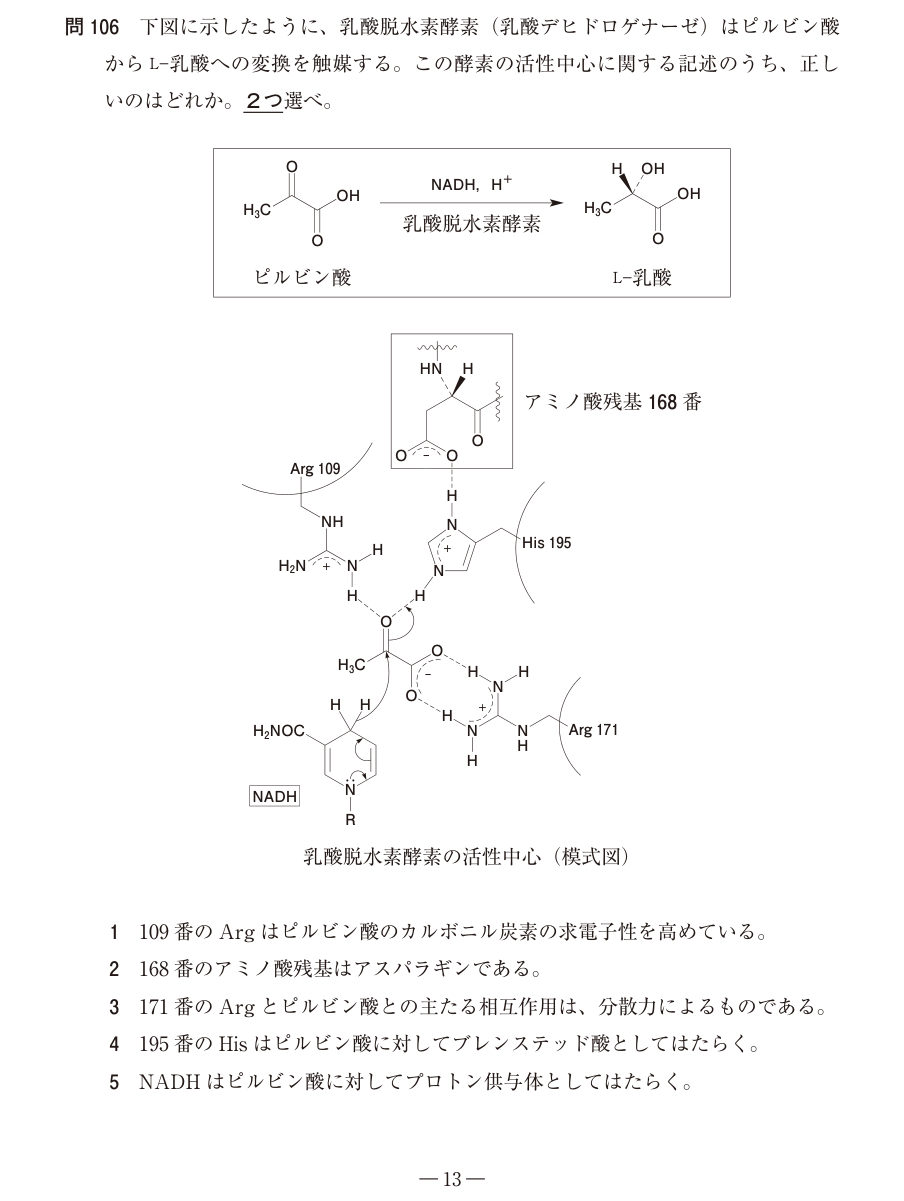 問 106　下図に示したように、乳酸脱水素酵素（乳酸デヒドロゲナーゼ）はピルビン酸
から L-乳酸への変換を触媒する。この酵素の活性中心に関する記述のうち、正し
いのはどれか。２つ選べ。
O
H₃C
OH
O
ピルビン酸
NADH, H⁺
乳酸脱水素酵素
H OH
H₃C
OH
O
L-乳酸
HN H
O
O - O
アミノ酸残基 168 番
Arg 109
NH
H₂N + N H
H
H
N
+
N
H
His 195
O
H₃C
O
-
O
H H
N
H +
N N
H H
Arg 171
H H
H₂NOC
N
R
NADH
乳酸脱水素酵素の活性中心（模式図）
1　109 番の Arg はピルビン酸のカルボニル炭素の求電子性を高めている。
2　168 番のアミノ酸残基はアスパラギンである。
3　171 番の Arg とピルビン酸との主たる相互作用は、分散力によるものである。
4　195 番の His はピルビン酸に対してブレンステッド酸としてはたらく。
5　NADH はピルビン酸に対してプロトン供与体としてはたらく。
― 13 ―